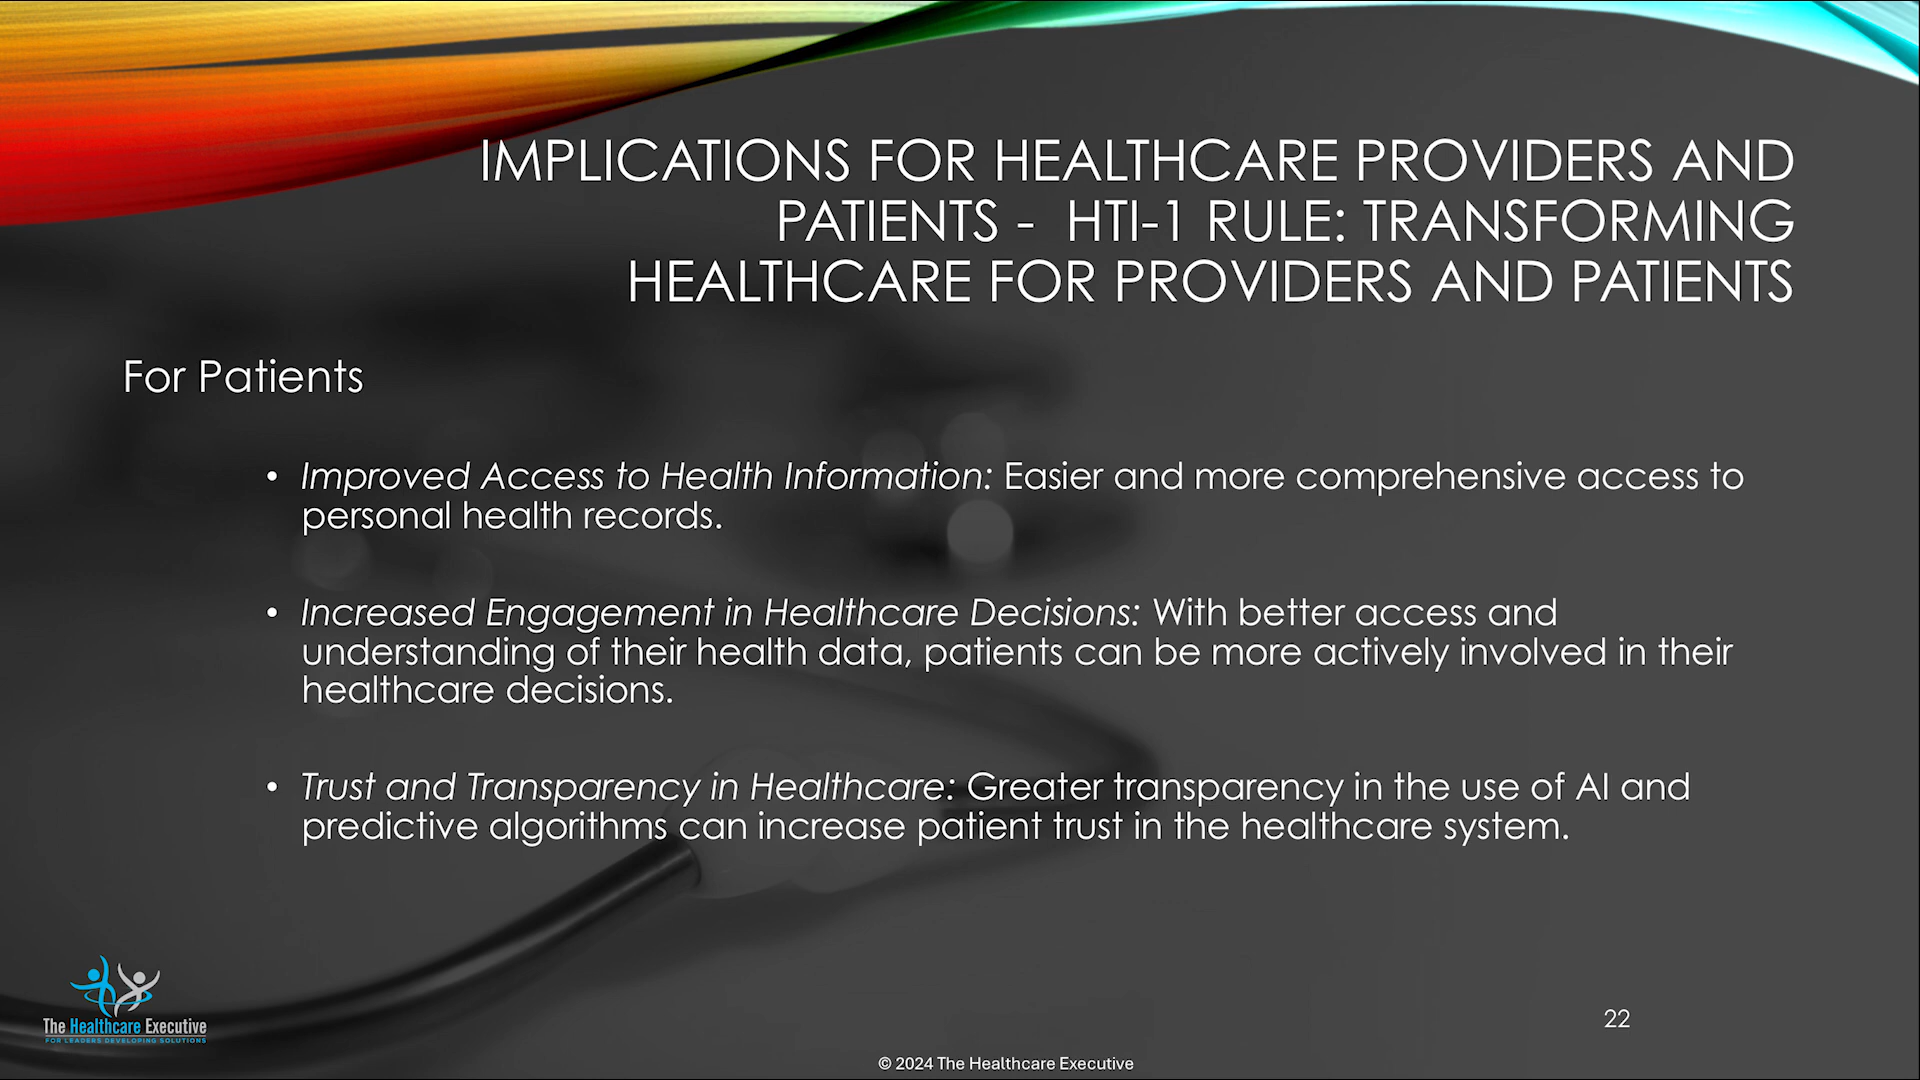 IMPLICATIONS FOR HEALTHCARE PROVIDERS AND
PATIENTS -  HTI-1 RULE: TRANSFORMING
HEALTHCARE FOR PROVIDERS AND PATIENTS
For Patients
• Improved Access to Health Information: Easier and more comprehensive access to
personal health records.
• Increased Engagement in Healthcare Decisions: With better access and
understanding of their health data, patients can be more actively involved in their
healthcare decisions.
• Trust and Transparency in Healthcare: Greater transparency in the use of AI and
predictive algorithms can increase patient trust in the healthcare system.
The Healthcare Executive
FOR LEADERS DEVELOPING SOLUTIONS
22
© 2024 The Healthcare Executive